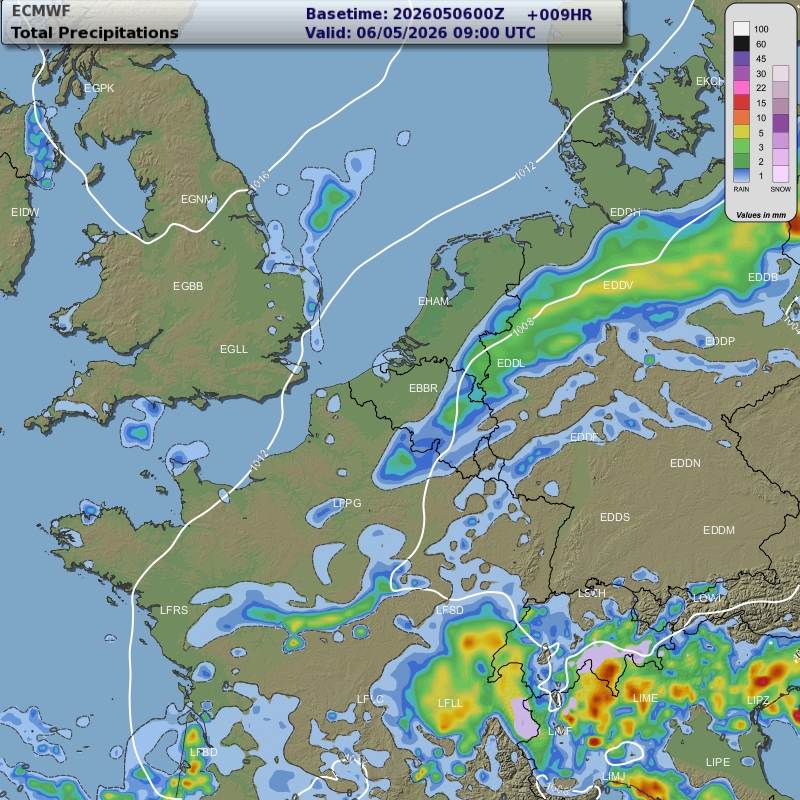 ECMWF
Basetime: 2026050600Z +009HR
Total Precipitations
Valid: 06/05/2026 09:00 UTC
100
60
45
30
22
15
10
5
3
2
1
RAIN
SNOW
Values in mm
EGPK
EKCH
EIDW
EGNM
1016
1012
EDDH
EGBB
EHAM
EDDV
EDDB
1008
1004
EGLL
EDDL
EDDP
EBBR
EDDF
1012
EDDN
LFPG
EDDS
EDDM
LFRS
LFSD
LSZH
LOWI
LFLC
LFLL
LIME
LIPZ
LIMF
LFBD
LIPE
LIMJ